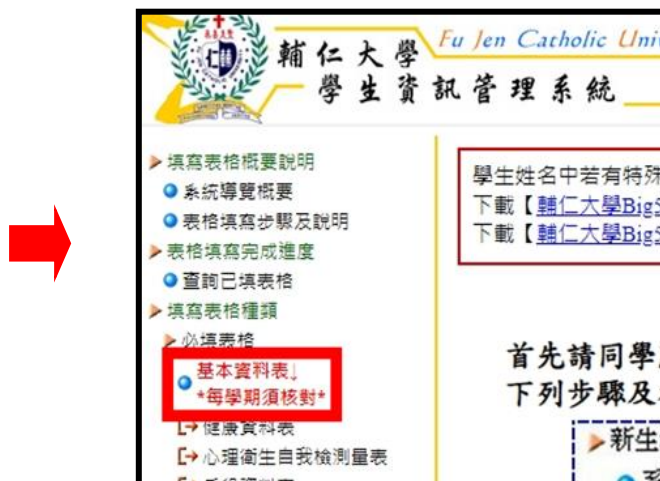 輔仁大學
Fu Jen Catholic
學生資訊管理系統
填寫表格概要說明
系統導覽概要
表格填寫步驟及說明
表格填寫完成進度
查詢已填表格
填寫表格種類
必填表格
基本資料表↓
*每學期須核對*
健康資料表
心理衛生自我檢測量表
學生姓名中若有特殊
下載【輔仁大學Big5
下載【輔仁大學Big5
首先請同學
下列步驟及
新生